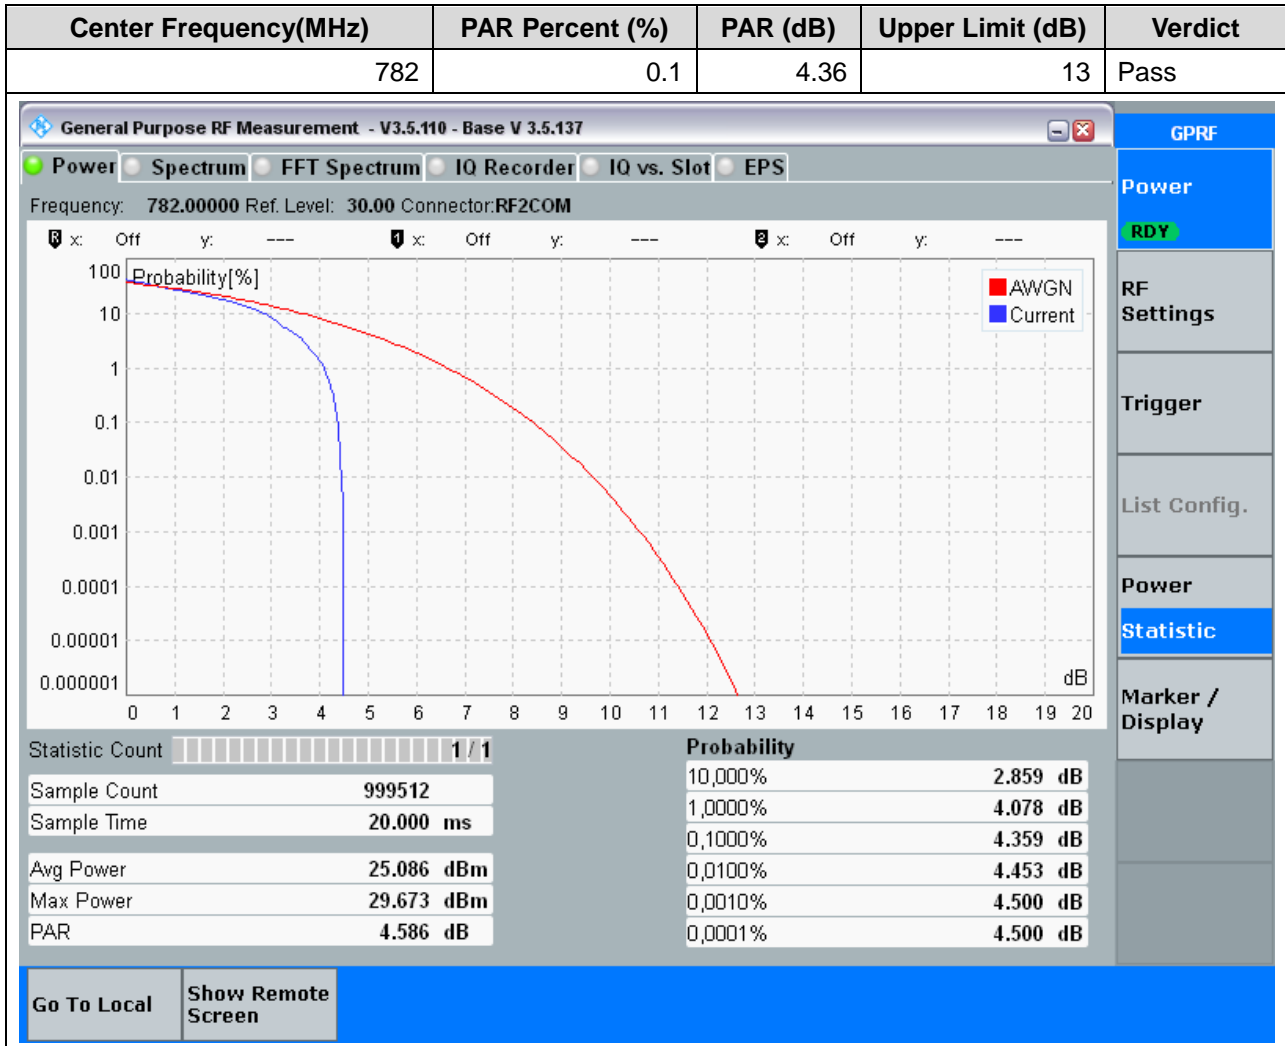 Center Frequency(MHz) PAR Percent (%) PAR (dB) Upper Limit (dB) Verdict
782 0.1 4.36 13 Pass
General Purpose RF Measurement - V3.5.110 - Base V 3.5.137
GPRF
Power Spectrum FFT Spectrum IQ Recorder IQ vs. Slot EPS
Power
RDY
Frequency: 782.00000 Ref. Level: 30.00 Connector:RF2COM
R x: Off y: --- 1 x: Off y: --- 2 x: Off y: ---
RF
Settings
Trigger
List Config.
Power
Statistic
Marker /
Display
Probability[%]
AWGN
Current
100
10
1
0.1
0.01
0.001
0.0001
0.00001
0.000001
dB
0 1 2 3 4 5 6 7 8 9 10 11 12 13 14 15 16 17 18 19 20
Statistic Count 1 / 1
Sample Count 999512
Sample Time 20.000 ms
Avg Power 25.086 dBm
Max Power 29.673 dBm
PAR 4.586 dB
Probability
10,000% 2.859 dB
1,0000% 4.078 dB
0,1000% 4.359 dB
0,0100% 4.453 dB
0,0010% 4.500 dB
0,0001% 4.500 dB
Go To Local
Show Remote
Screen